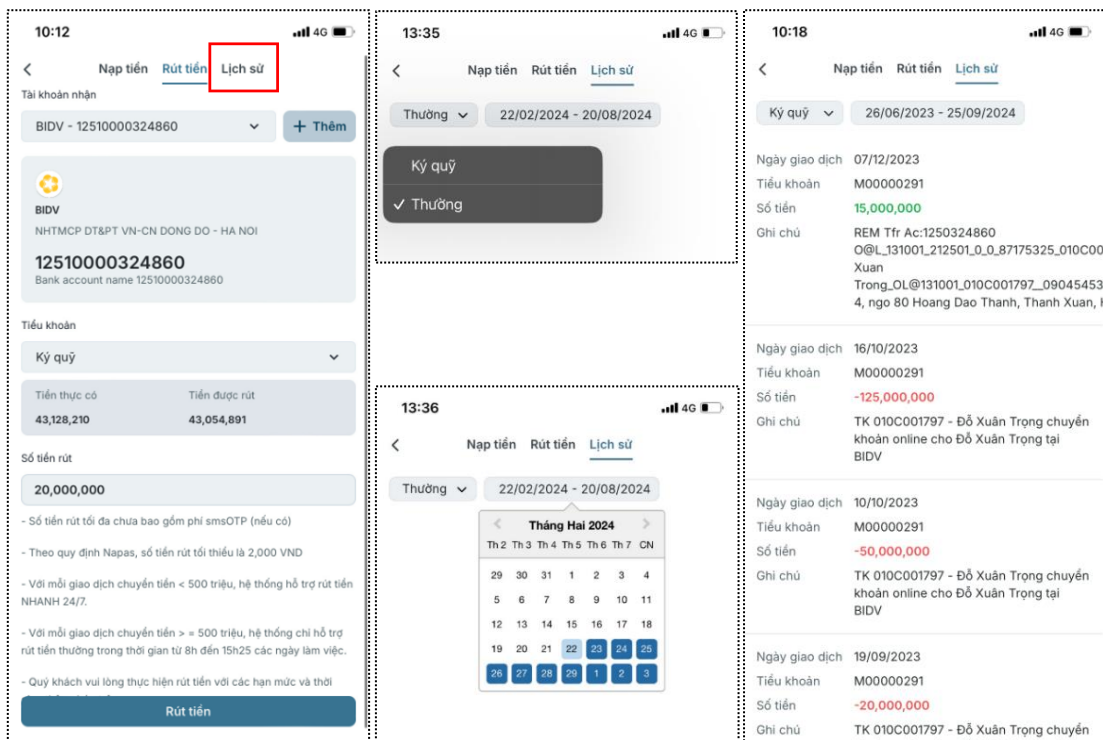 10:12
4G
Nạp tiền Rút tiền Lịch sử
Tài khoản nhận
BIDV - 12510000324860
+ Thêm
BIDV
NHTMCP DT&PT VN-CN DONG DO - HA NOI
12510000324860
Bank account name 12510000324860
Tiểu khoản
Ký quỹ
Tiền thực có Tiền được rút
43,128,210 43,054,891
Số tiền rút
20,000,000
- Số tiền rút tối đa chưa bao gồm phí smsOTP (nếu có)
- Theo quy định Napas, số tiền rút tối thiểu là 2,000 VND
- Với mỗi giao dịch chuyển tiền < 500 triệu, hệ thống hỗ trợ rút tiền
NHANH 24/7.
- Với mỗi giao dịch chuyển tiền > = 500 triệu, hệ thống chỉ hỗ trợ
rút tiền thường trong thời gian từ 8h đến 15h25 các ngày làm việc.
- Quý khách vui lòng thực hiện rút tiền với các hạn mức và thời
Rút tiền
13:35
4G
Nạp tiền Rút tiền Lịch sử
Thường 22/02/2024 - 20/08/2024
Ký quỹ
✓ Thường
13:36
4G
Nạp tiền Rút tiền Lịch sử
Thường 22/02/2024 - 20/08/2024
Tháng Hai 2024
Th 2 Th 3 Th 4 Th 5 Th 6 Th 7 CN
29 30 31 1 2 3 4
5 6 7 8 9 10 11
12 13 14 15 16 17 18
19 20 21 22 23 24 25
26 27 28 29 1 2 3
10:18
4G
Nạp tiền Rút tiền Lịch sử
Ký quỹ 26/06/2023 - 25/09/2024
Ngày giao dịch 07/12/2023
Tiểu khoản M00000291
Số tiền 15,000,000
Ghi chú REM Tfr Ac:1250324860
O@L_131001_212501_0_0_87175325_010C00
Xuan
Trong_OL@131001_010C001797__09045453
4, ngo 80 Hoang Dao Thanh, Thanh Xuan,
Ngày giao dịch 16/10/2023
Tiểu khoản M00000291
Số tiền -125,000,000
Ghi chú TK 010C001797 - Đỗ Xuân Trọng chuyển
khoản online cho Đỗ Xuân Trọng tại
BIDV
Ngày giao dịch 10/10/2023
Tiểu khoản M00000291
Số tiền -50,000,000
Ghi chú TK 010C001797 - Đỗ Xuân Trọng chuyển
khoản online cho Đỗ Xuân Trọng tại
BIDV
Ngày giao dịch 19/09/2023
Tiểu khoản M00000291
Số tiền -20,000,000
Ghi chú TK 010C001797 - Đỗ Xuân Trọng chuyển